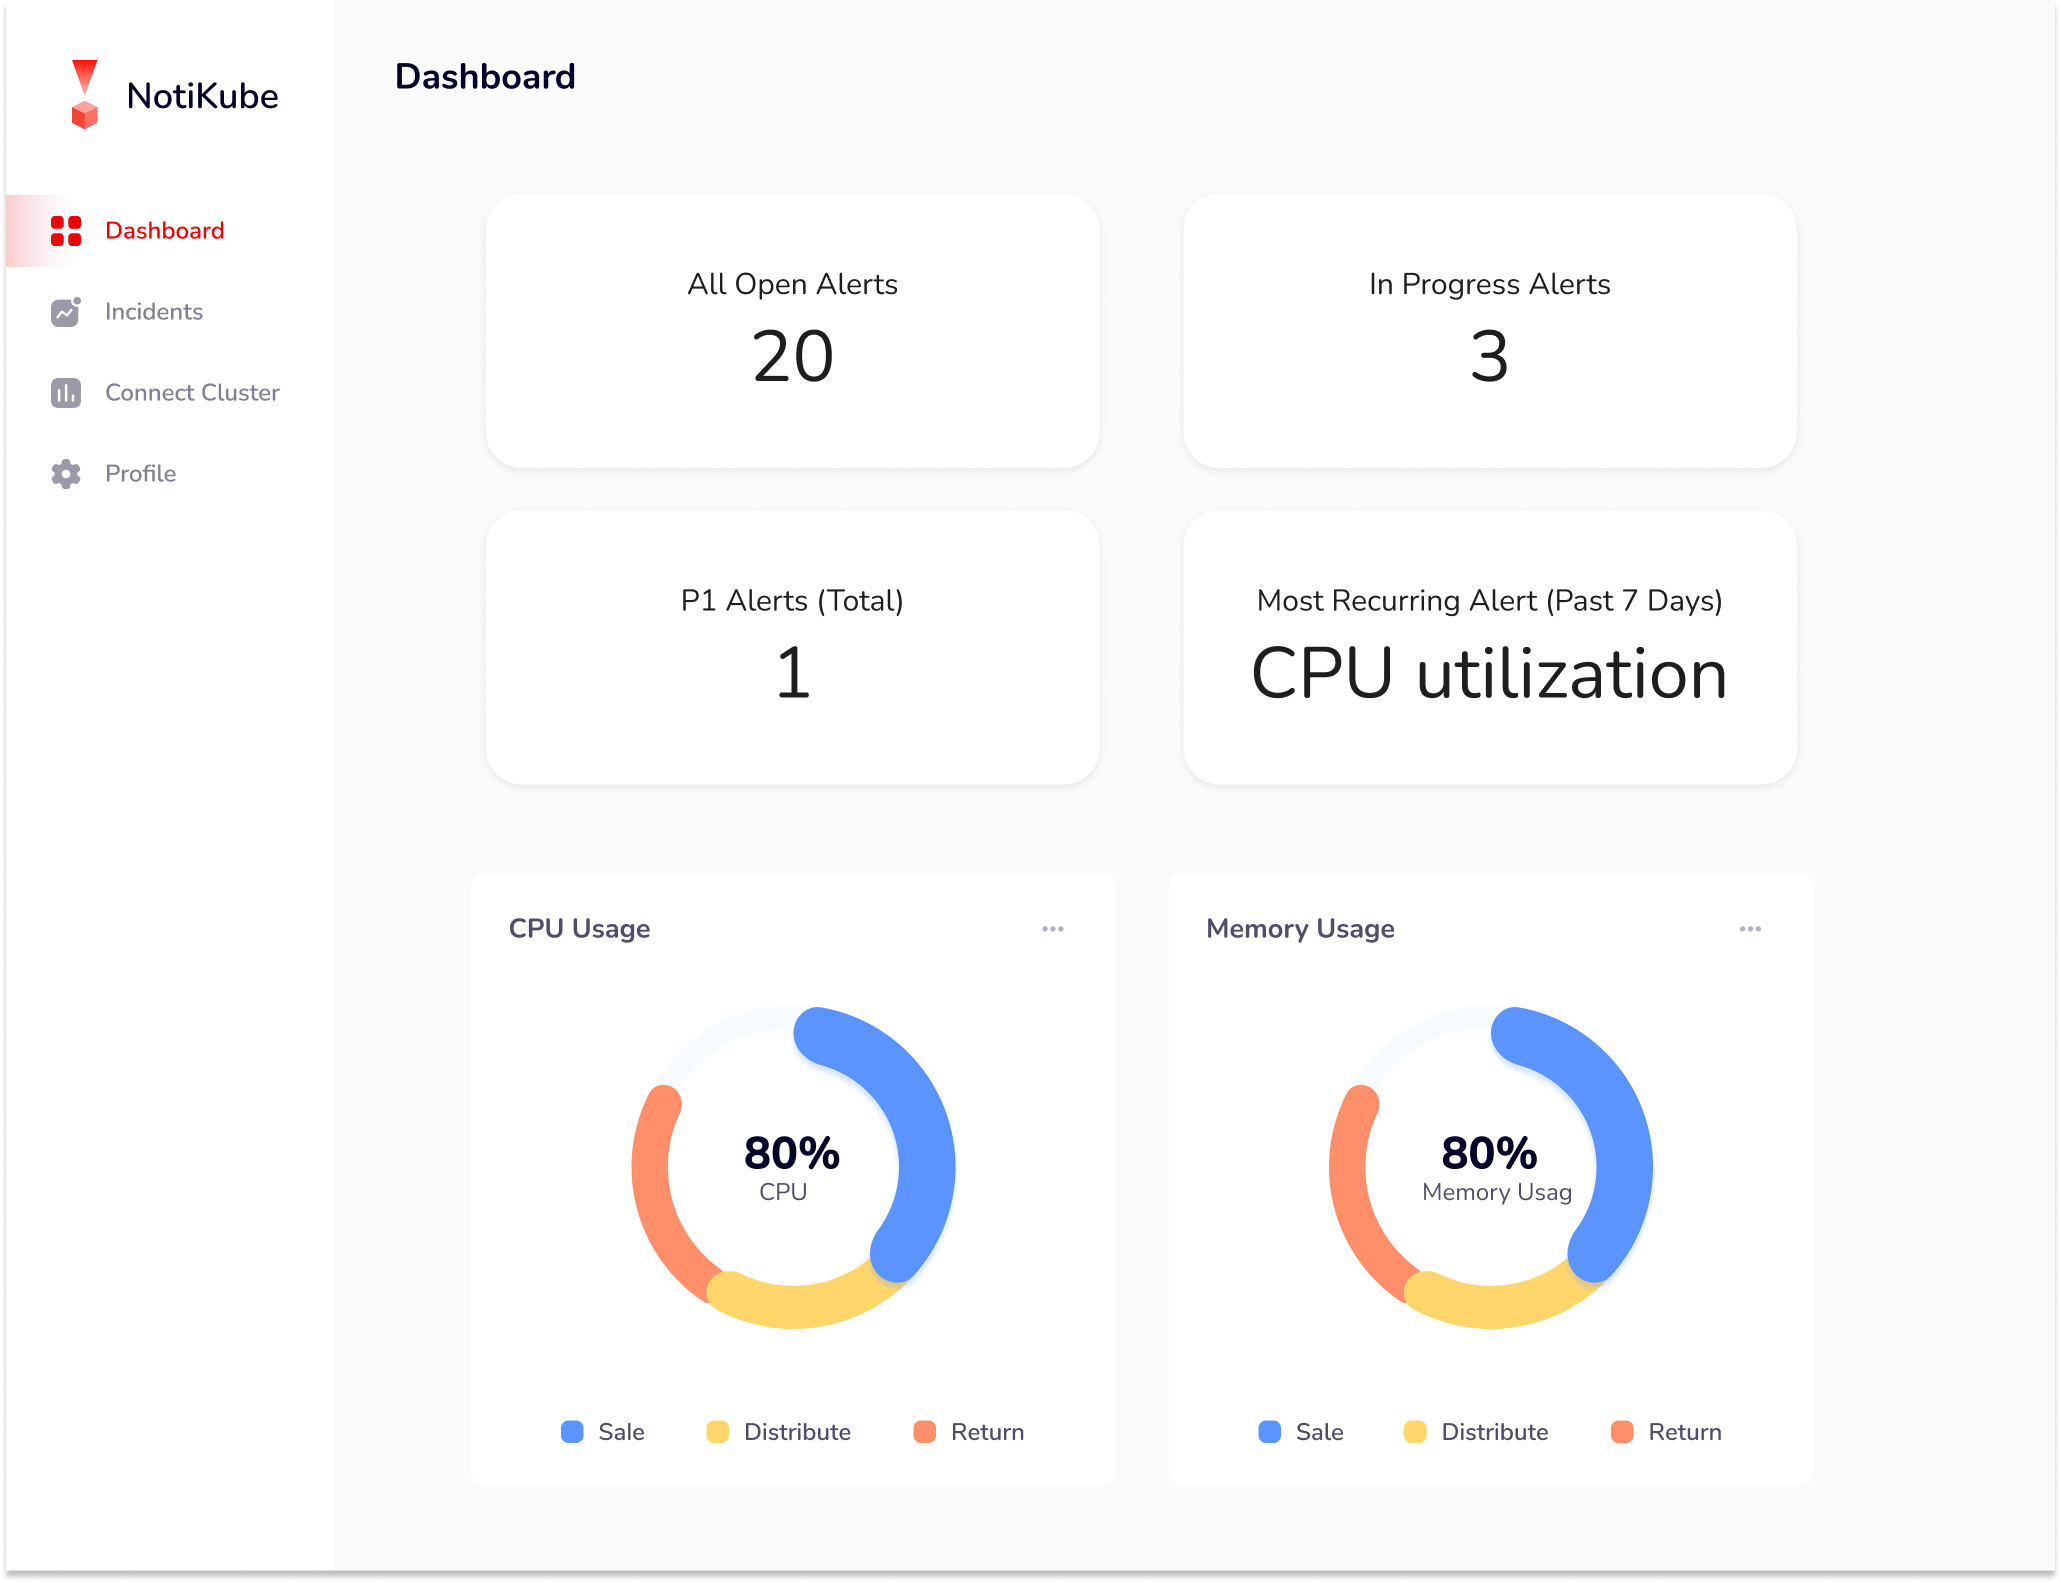 NotiKube
Dashboard
Incidents
Connect Cluster
Profile
Dashboard
All Open Alerts
20
In Progress Alerts
3
P1 Alerts (Total)
1
Most Recurring Alert (Past 7 Days)
CPU utilization
CPU Usage
80%
CPU
Sale
Distribute
Return
Memory Usage
80%
Memory Usag
Sale
Distribute
Return